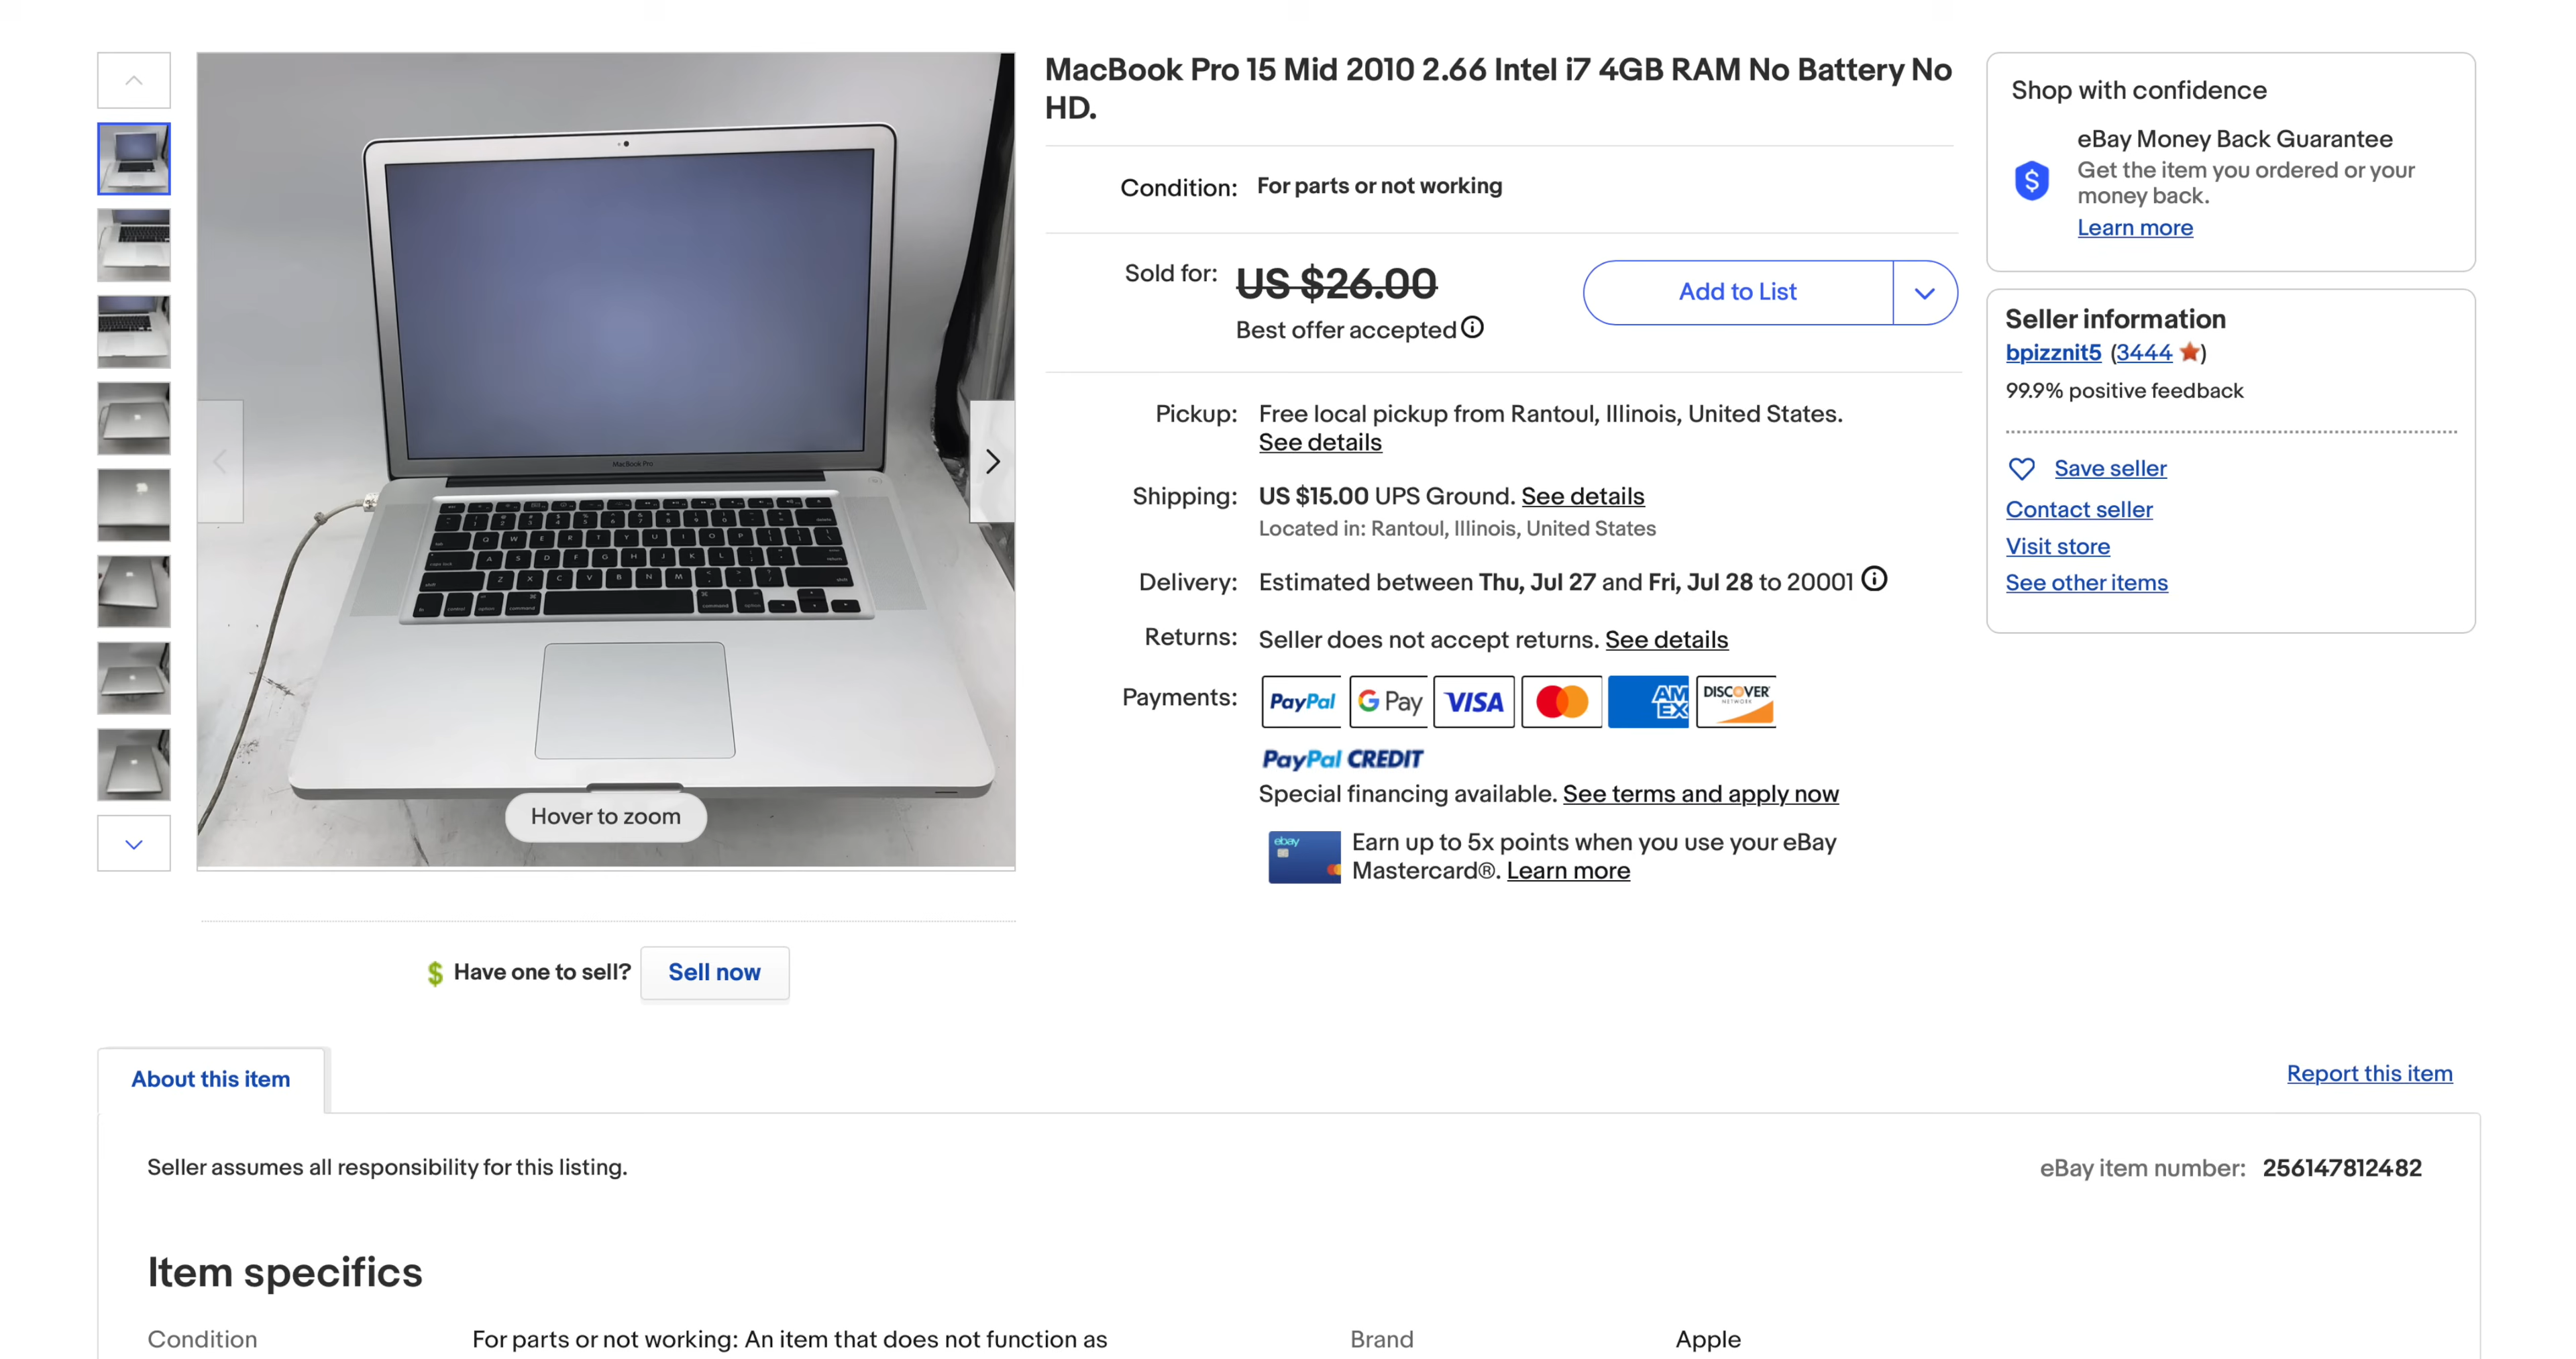 MacBook Pro 15 Mid 2010 2.66 Intel i7 4GB RAM No Battery No
HD.
Condition: For parts or not working
Sold for: US $26.00
Best offer accepted
Add to List
Pickup: Free local pickup from Rantoul, Illinois, United States.
See details
Shipping: US $15.00 UPS Ground. See details
Located in: Rantoul, Illinois, United States
Delivery: Estimated between Thu, Jul 27 and Fri, Jul 28 to 20001
Returns: Seller does not accept returns. See details
Payments: PayPal G Pay VISA AM EX DISCOVER NETWORK
PayPal CREDIT
Special financing available. See terms and apply now
ebay
Earn up to 5x points when you use your eBay
Mastercard®. Learn more
Shop with confidence
eBay Money Back Guarantee
Get the item you ordered or your
money back.
Learn more
Seller information
bpizznit5 (3444)
99.9% positive feedback
Save seller
Contact seller
Visit store
See other items
MacBook Pro
Hover to zoom
Have one to sell? Sell now
About this item
Report this item
Seller assumes all responsibility for this listing.
eBay item number: 256147812482
Item specifics
Condition For parts or not working: An item that does not function as
Brand Apple